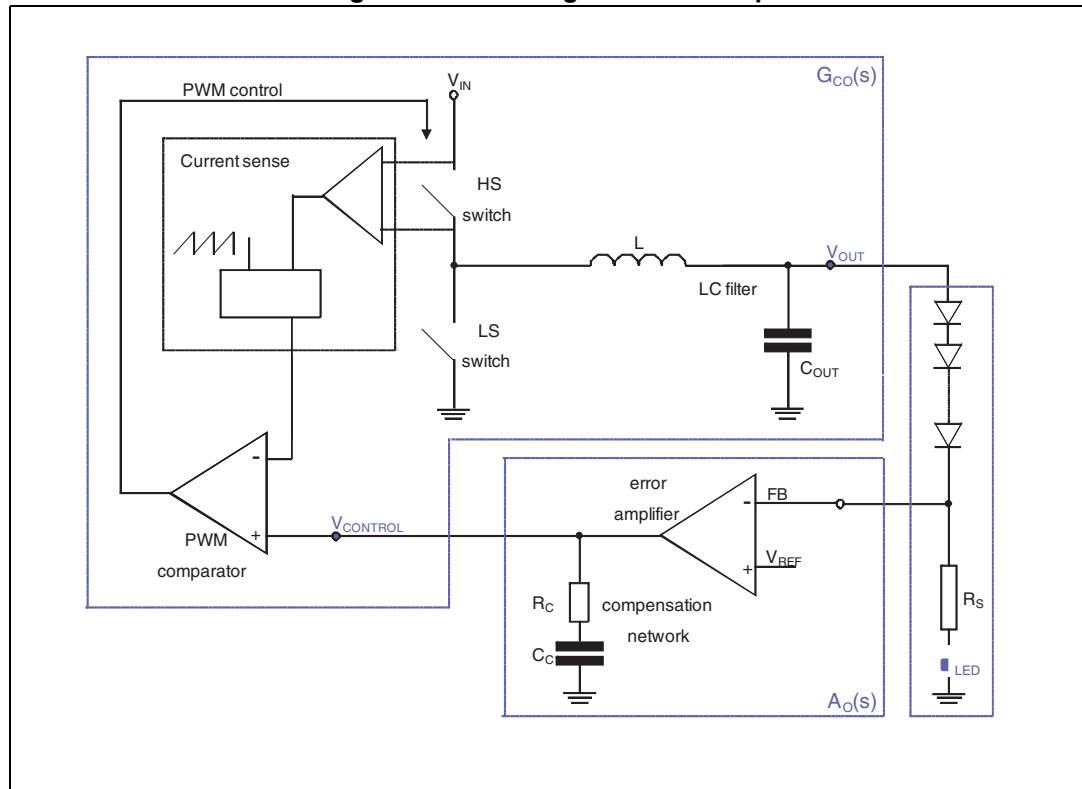 G_CO(s)
V_IN
PWM control
Current sense
HS
switch
L
V_OUT
LC filter
LS
switch
C_OUT
error
amplifier
-
FB
-
V_CONTROL
+
PWM
comparator
+
V_REF
R_C
compensation
network
C_C
R_S
LED
A_O(s)